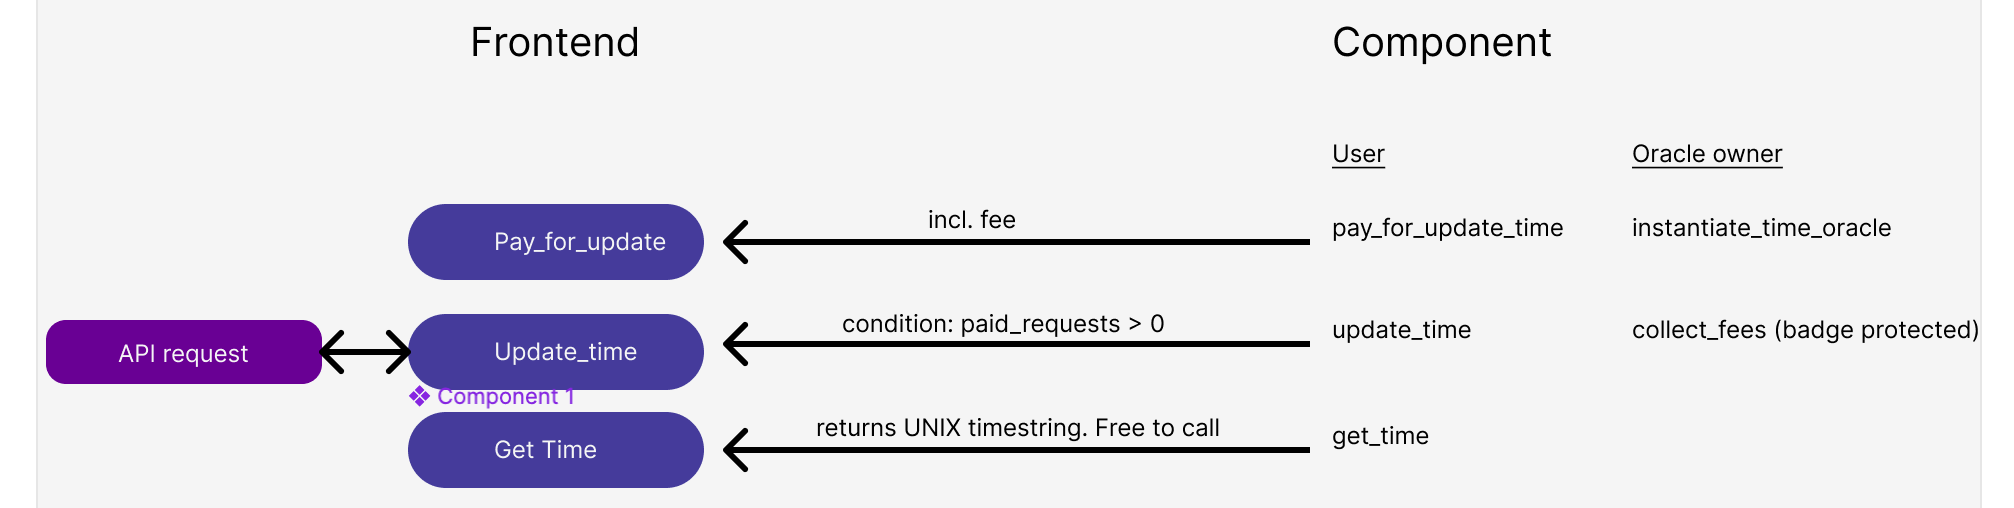 Frontend
Component
User
Oracle owner
Pay_for_update
incl. fee
pay_for_update_time
instantiate_time_oracle
API request
Update_time
condition: paid_requests > 0
update_time
collect_fees (badge protected)
Component 1
Get Time
returns UNIX timestring. Free to call
get_time